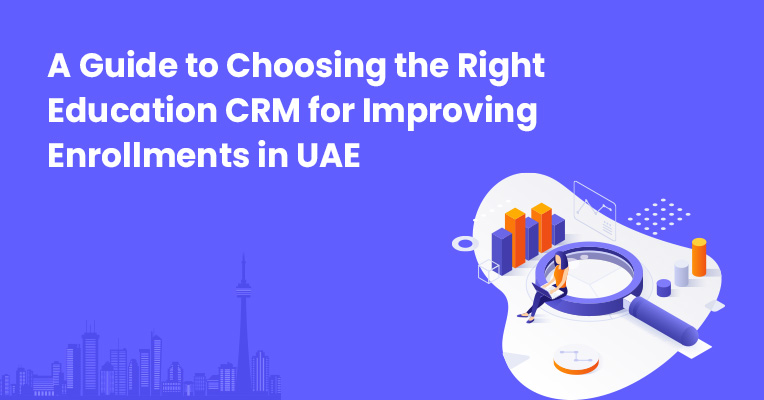 A Guide to Choosing the Right
Education CRM for Improving
Enrollments in UAE